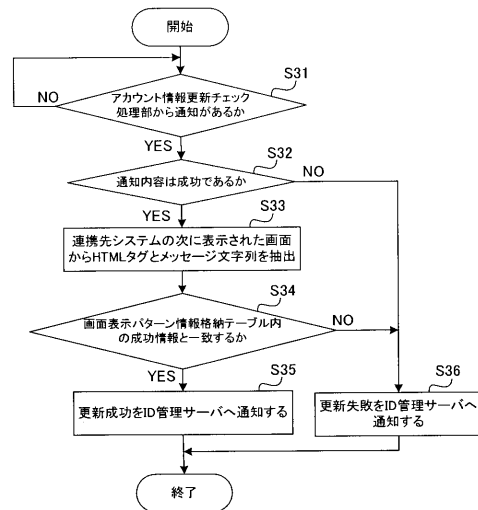 開始
S31
アカウント情報更新チェック
処理部から通知があるか
NO
YES
S32
通知内容は成功であるか
NO
YES
S33
連携先システムの次に表示された画面
からHTMLタグとメッセージ文字列を抽出
S34
画面表示パターン情報格納テーブル内
の成功情報と一致するか
NO
YES
S35
更新成功をID管理サーバへ通知する
S36
更新失敗をID管理サーバへ
通知する
終了